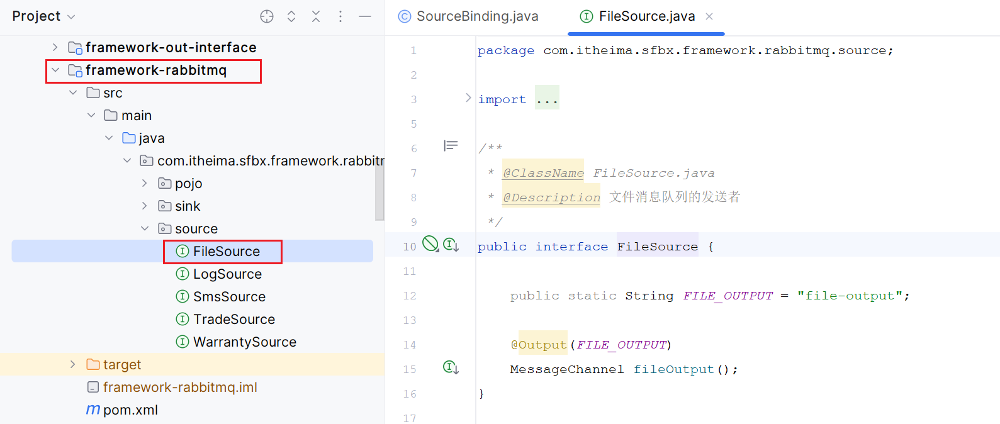 Project
framework-out-interface
framework-rabbitmq
src
main
java
com.itheima.sfbx.framework.rabbitm
pojo
sink
source
FileSource
LogSource
SmsSource
TradeSource
WarrantySource
target
framework-rabbitmq.iml
m pom.xml
SourceBinding.java
FileSource.java
1 package com.itheima.sfbx.framework.rabbitmq.source;
2
3 import ...
5
6 /**
7 * @ClassName FileSource.java
8 * @Description 文件消息队列的发送者
9 */
10 public interface FileSource {
11
12 public static String FILE_OUTPUT = "file-output";
13
14 @Output(FILE_OUTPUT)
15 MessageChannel fileOutput();
16 }
17